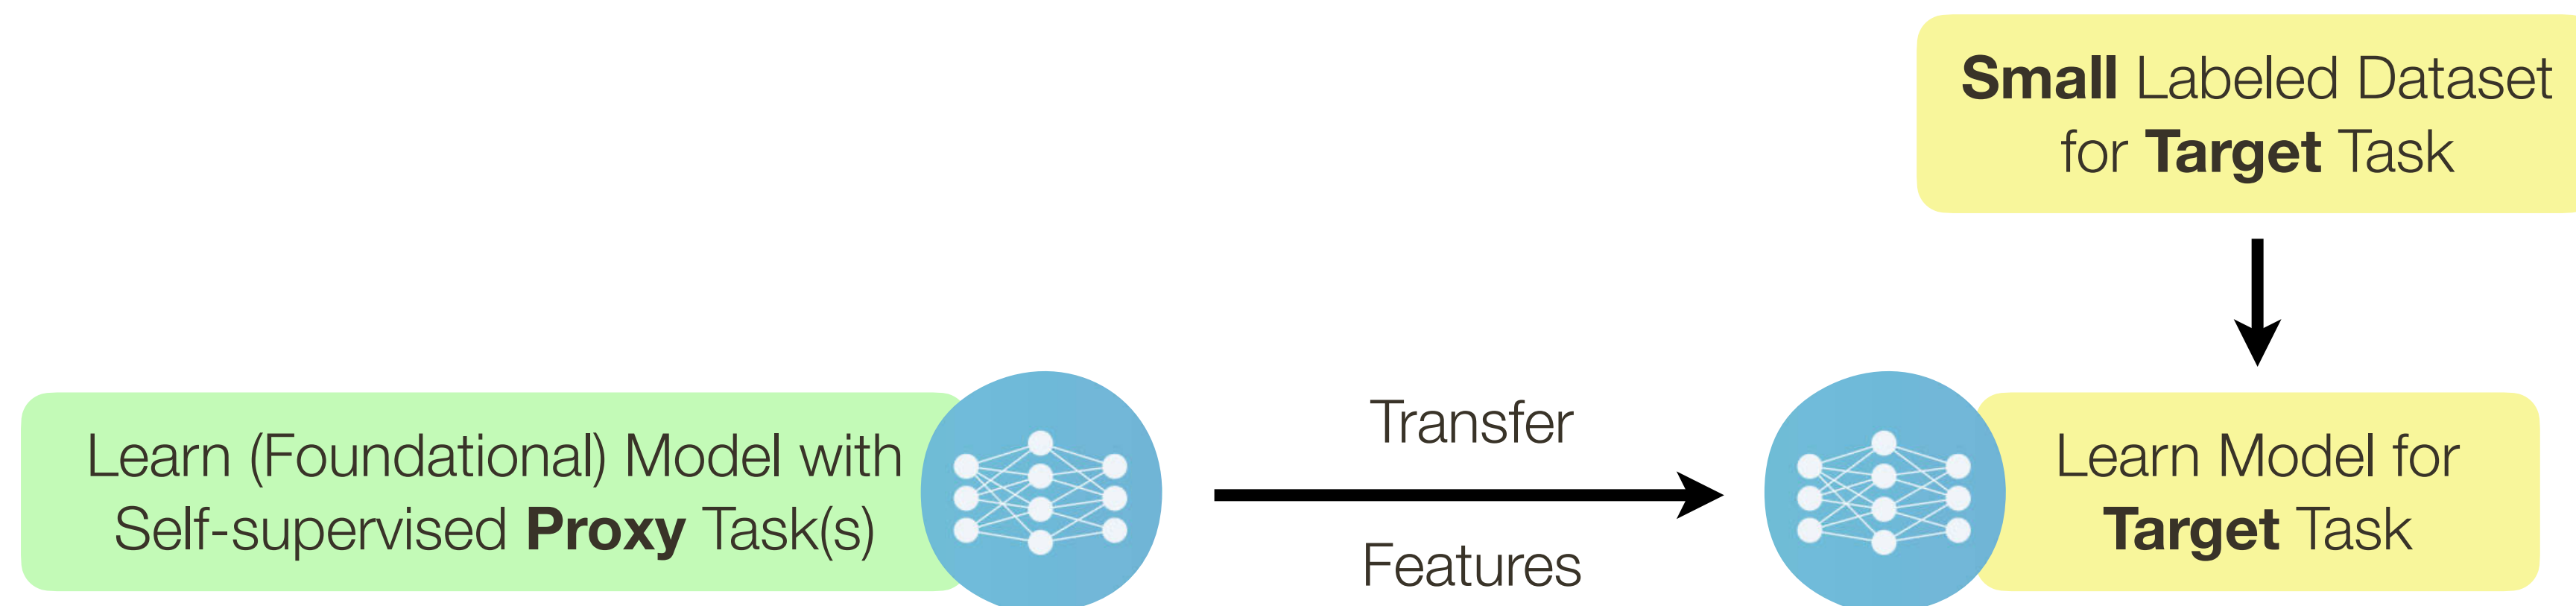 Small Labeled Dataset
for Target Task
Learn (Foundational) Model with
Self-supervised Proxy Task(s)
Transfer
Features
Learn Model for
Target Task